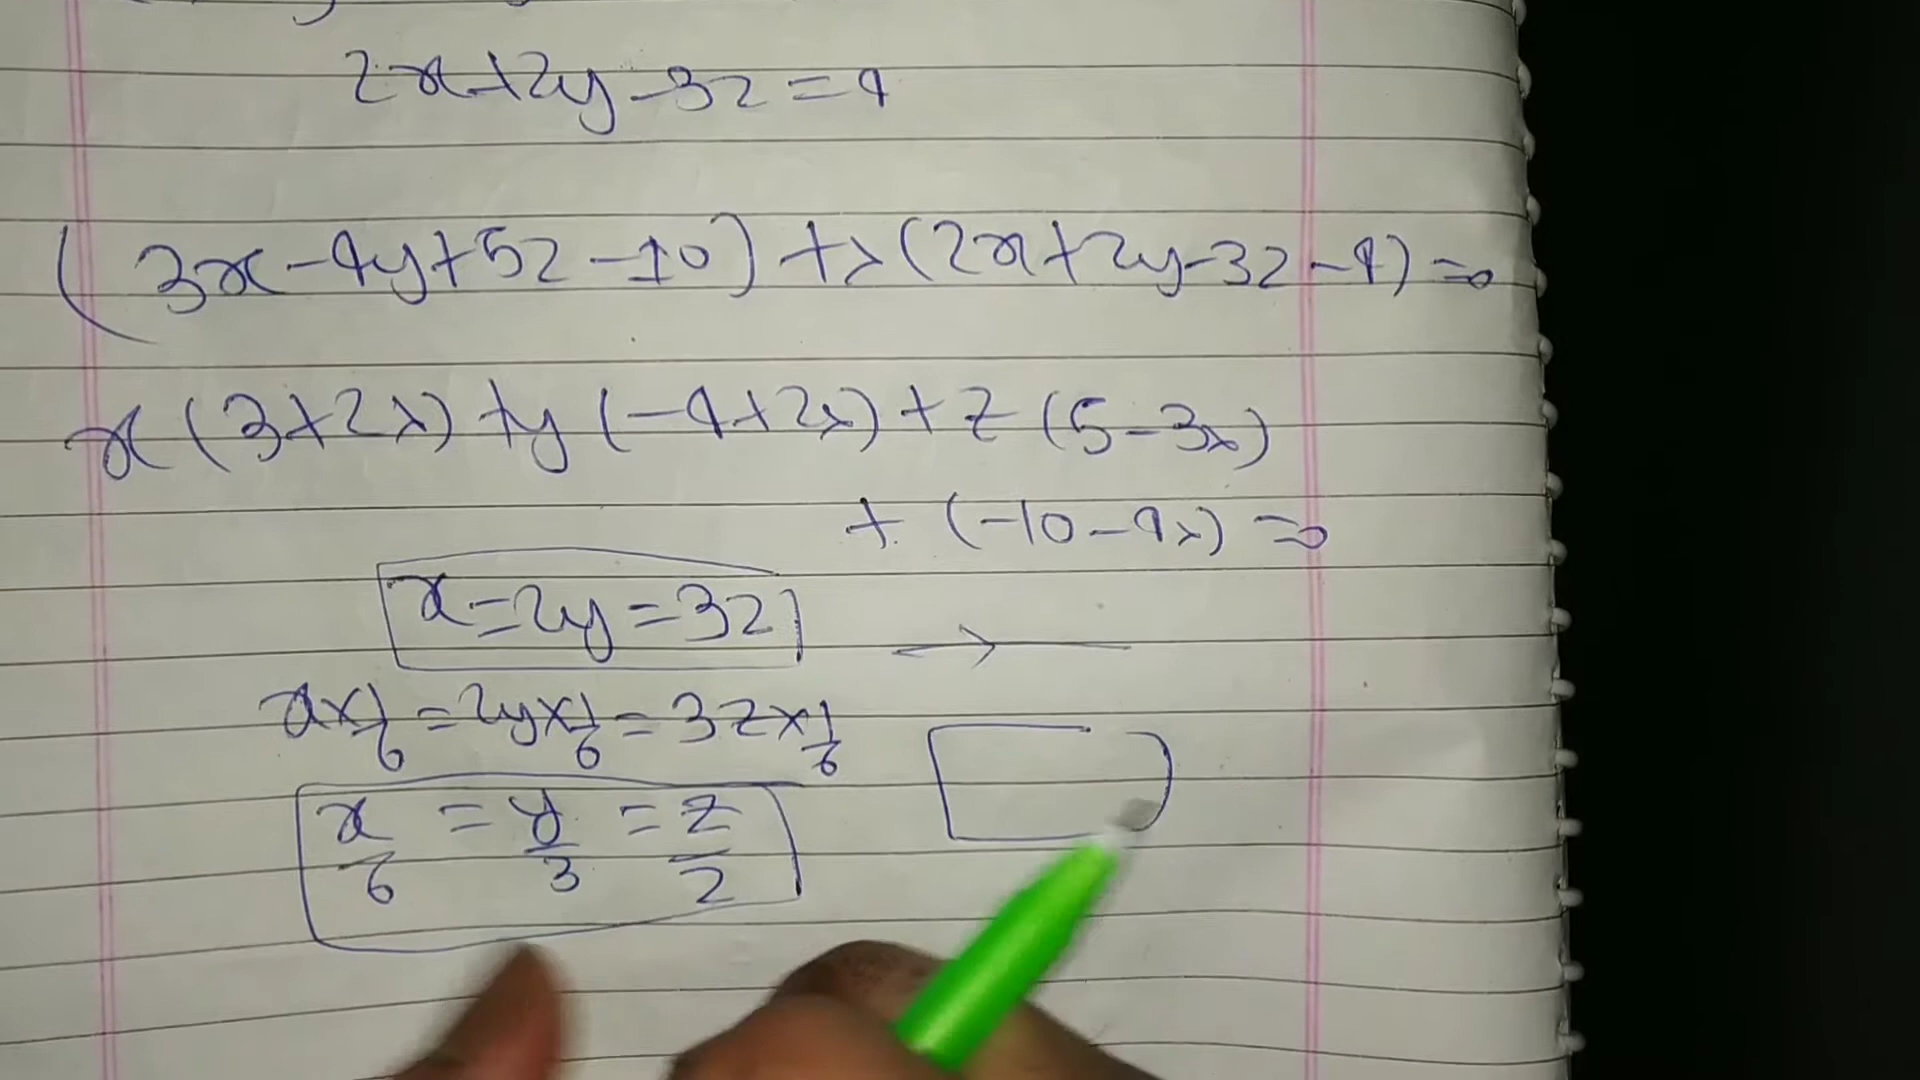 2x+2y-3z=4
(3x-4y+5z-10)+λ(2x+2y-3z-4)=0
x(3+2λ)+y(-4+2λ)+z(5-3λ)
+(-10-4λ)=0
x=2y=3z
x×1/6=2y×1/6=3z×1/6
x/6=y/3=z/2